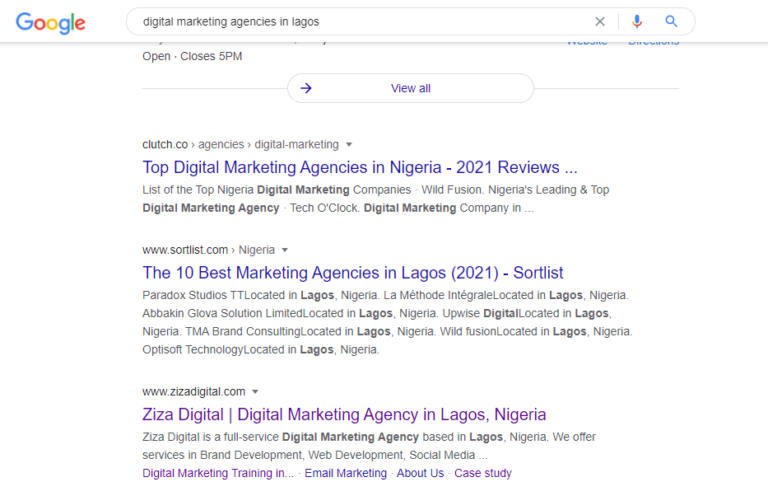 Google
digital marketing agencies in lagos
Website Directions
Open · Closes 5PM
View all
clutch.co › agencies › digital-marketing
Top Digital Marketing Agencies in Nigeria - 2021 Reviews ...
List of the Top Nigeria Digital Marketing Companies · Wild Fusion. Nigeria's Leading & Top
Digital Marketing Agency · Tech O'Clock. Digital Marketing Company in ...
www.sortlist.com › Nigeria
The 10 Best Marketing Agencies in Lagos (2021) - Sortlist
Paradox Studios TTLocated in Lagos, Nigeria. La Méthode IntégraleLocated in Lagos, Nigeria.
Abbakin Glova Solution LimitedLocated in Lagos, Nigeria. Upwise DigitalLocated in Lagos,
Nigeria. TMA Brand ConsultingLocated in Lagos, Nigeria. Wild fusionLocated in Lagos, Nigeria.
Optisoft TechnologyLocated in Lagos, Nigeria.
www.zizadigital.com
Ziza Digital | Digital Marketing Agency in Lagos, Nigeria
Ziza Digital is a full-service Digital Marketing Agency based in Lagos, Nigeria. We offer
services in Brand Development, Web Development, Social Media ...
Digital Marketing Training in... · Email Marketing · About Us · Case study